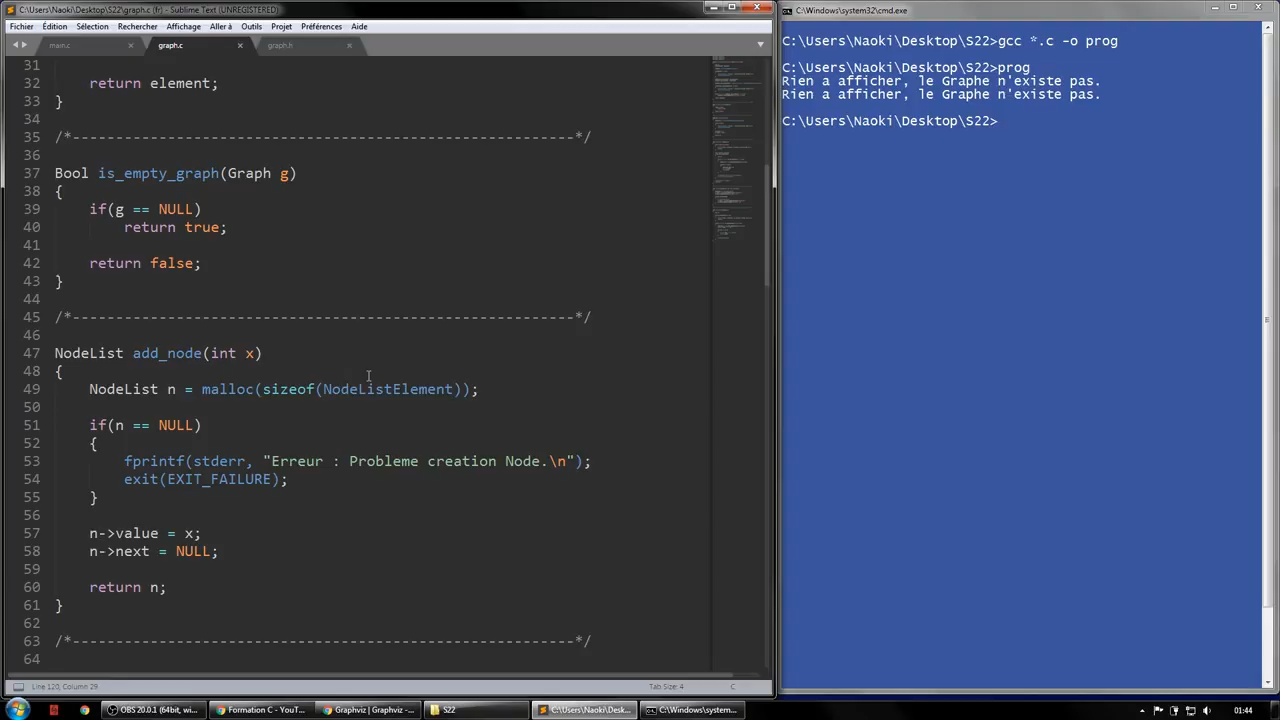 C:\Users\Naoki\Desktop\S22\graph.c (fr) - Sublime Text (UNREGISTERED)
Fichier Édition Sélection Rechercher Affichage Aller à Outils Projet Préférences Aide
main.c graph.c graph.h
31
32 return element;
33 }
34
35 /*----------------------------------------------------------*/
36
37 Bool is_empty_graph(Graph g)
38 {
39 if(g == NULL)
40 return true;
41
42 return false;
43 }
44
45 /*----------------------------------------------------------*/
46
47 NodeList add_node(int x)
48 {
49 NodeList n = malloc(sizeof(NodeListElement));
50
51 if(n == NULL)
52 {
53 fprintf(stderr, "Erreur : Probleme creation Node.\n");
54 exit(EXIT_FAILURE);
55 }
56
57 n->value = x;
58 n->next = NULL;
59
60 return n;
61 }
62
63 /*----------------------------------------------------------*/
64
Line 120, Column 29 Tab Size: 4 C
C:\Windows\system32\cmd.exe
C:\Users\Naoki\Desktop\S22>gcc *.c -o prog
C:\Users\Naoki\Desktop\S22>prog
Rien a afficher, le Graphe n'existe pas.
Rien a afficher, le Graphe n'existe pas.
C:\Users\Naoki\Desktop\S22>
OBS 20.0.1 (64bit, wi... Formation C - YouT... Graphviz | Graphviz -... S22 C:\Users\Naoki\Desk... C:\Windows\system... 01:44